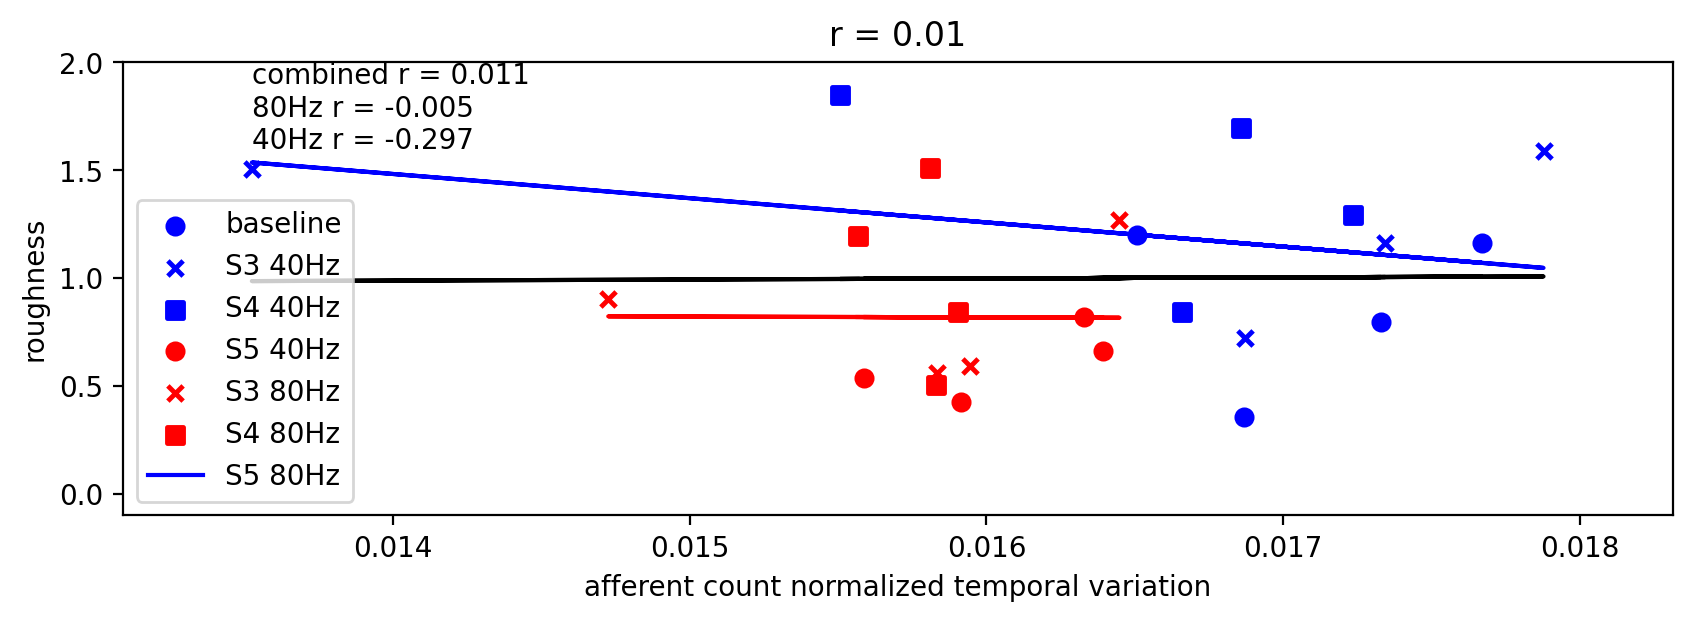 r = 0.01
combined r = 0.011
80Hz r = -0.005
40Hz r = -0.297
2.0
1.5
1.0
0.5
0.0
roughness
baseline
S3 40Hz
S4 40Hz
S5 40Hz
S3 80Hz
S4 80Hz
S5 80Hz
0.014 0.015 0.016 0.017 0.018
afferent count normalized temporal variation